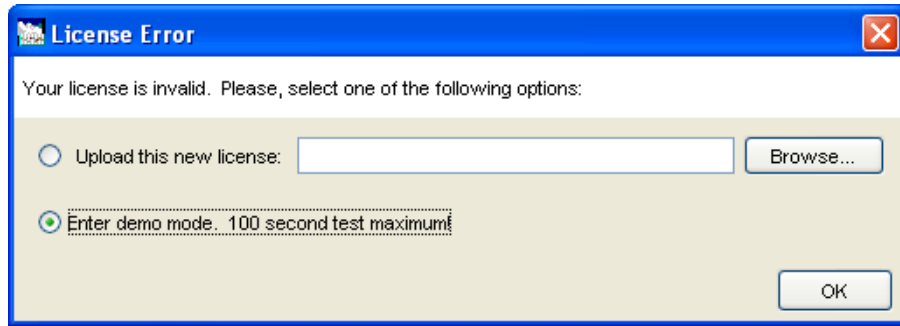 License Error
Your license is invalid.  Please, select one of the following options:
Upload this new license:
Browse...
Enter demo mode.  100 second test maximum!
OK